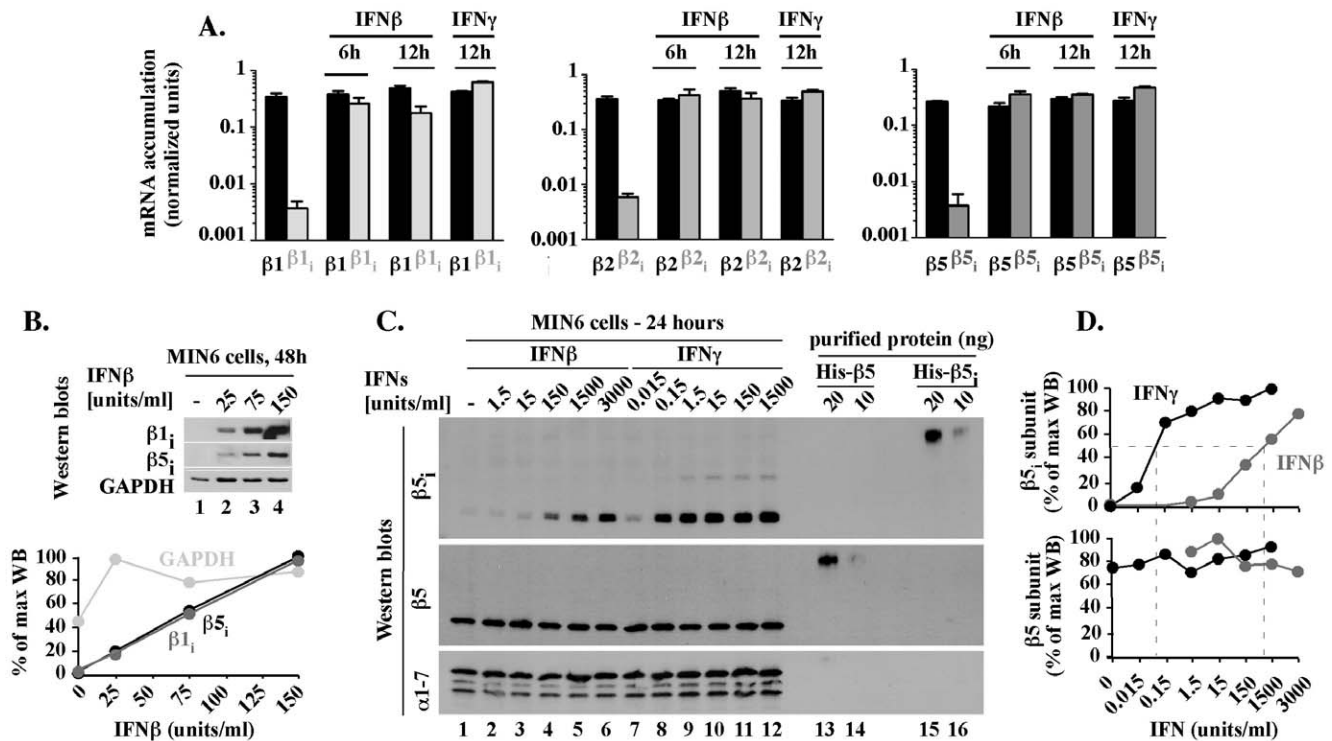 A.
IFNβ IFNγ IFNβ IFNγ IFNβ IFNγ
6h 12h 12h 6h 12h 12h 6h 12h 12h
mRNA accumulation
(normalized units)
1 1 1
0.1 0.1 0.1
0.01 0.01 0.01
0.001 0.001 0.001
β1 β1i β1 β1i β1 β1i β1 β1i β2 β2i β2 β2i β2 β2i β2 β2i β5 β5i β5 β5i β5 β5i β5 β5i
B.
MIN6 cells, 48h
IFNβ
[units/ml] - 25 75 150
Western blots
β1i
β5i
GAPDH
1 2 3 4
% of max WB
100
80
60
40
20
0
GAPDH
β5i
β1i
0 25 50 75 100 125 150
IFNβ (units/ml)
C.
MIN6 cells - 24 hours
IFNβ IFNγ
purified protein (ng)
His-β5 His-β5i
IFNs
[units/ml] - 1.5 15 150 1500 3000 0.015 0.15 1.5 15 150 1500 20 10 20 10
Western blots
β5i
β5
α1-7
1 2 3 4 5 6 7 8 9 10 11 12 13 14 15 16
D.
β5i subunit
(% of max WB)
100
80
60
40
20
0
IFNγ
IFNβ
β5 subunit
(% of max WB)
100
80
60
40
20
0
0 0.015 0.15 1.5 15 150 1500 3000
IFN (units/ml)